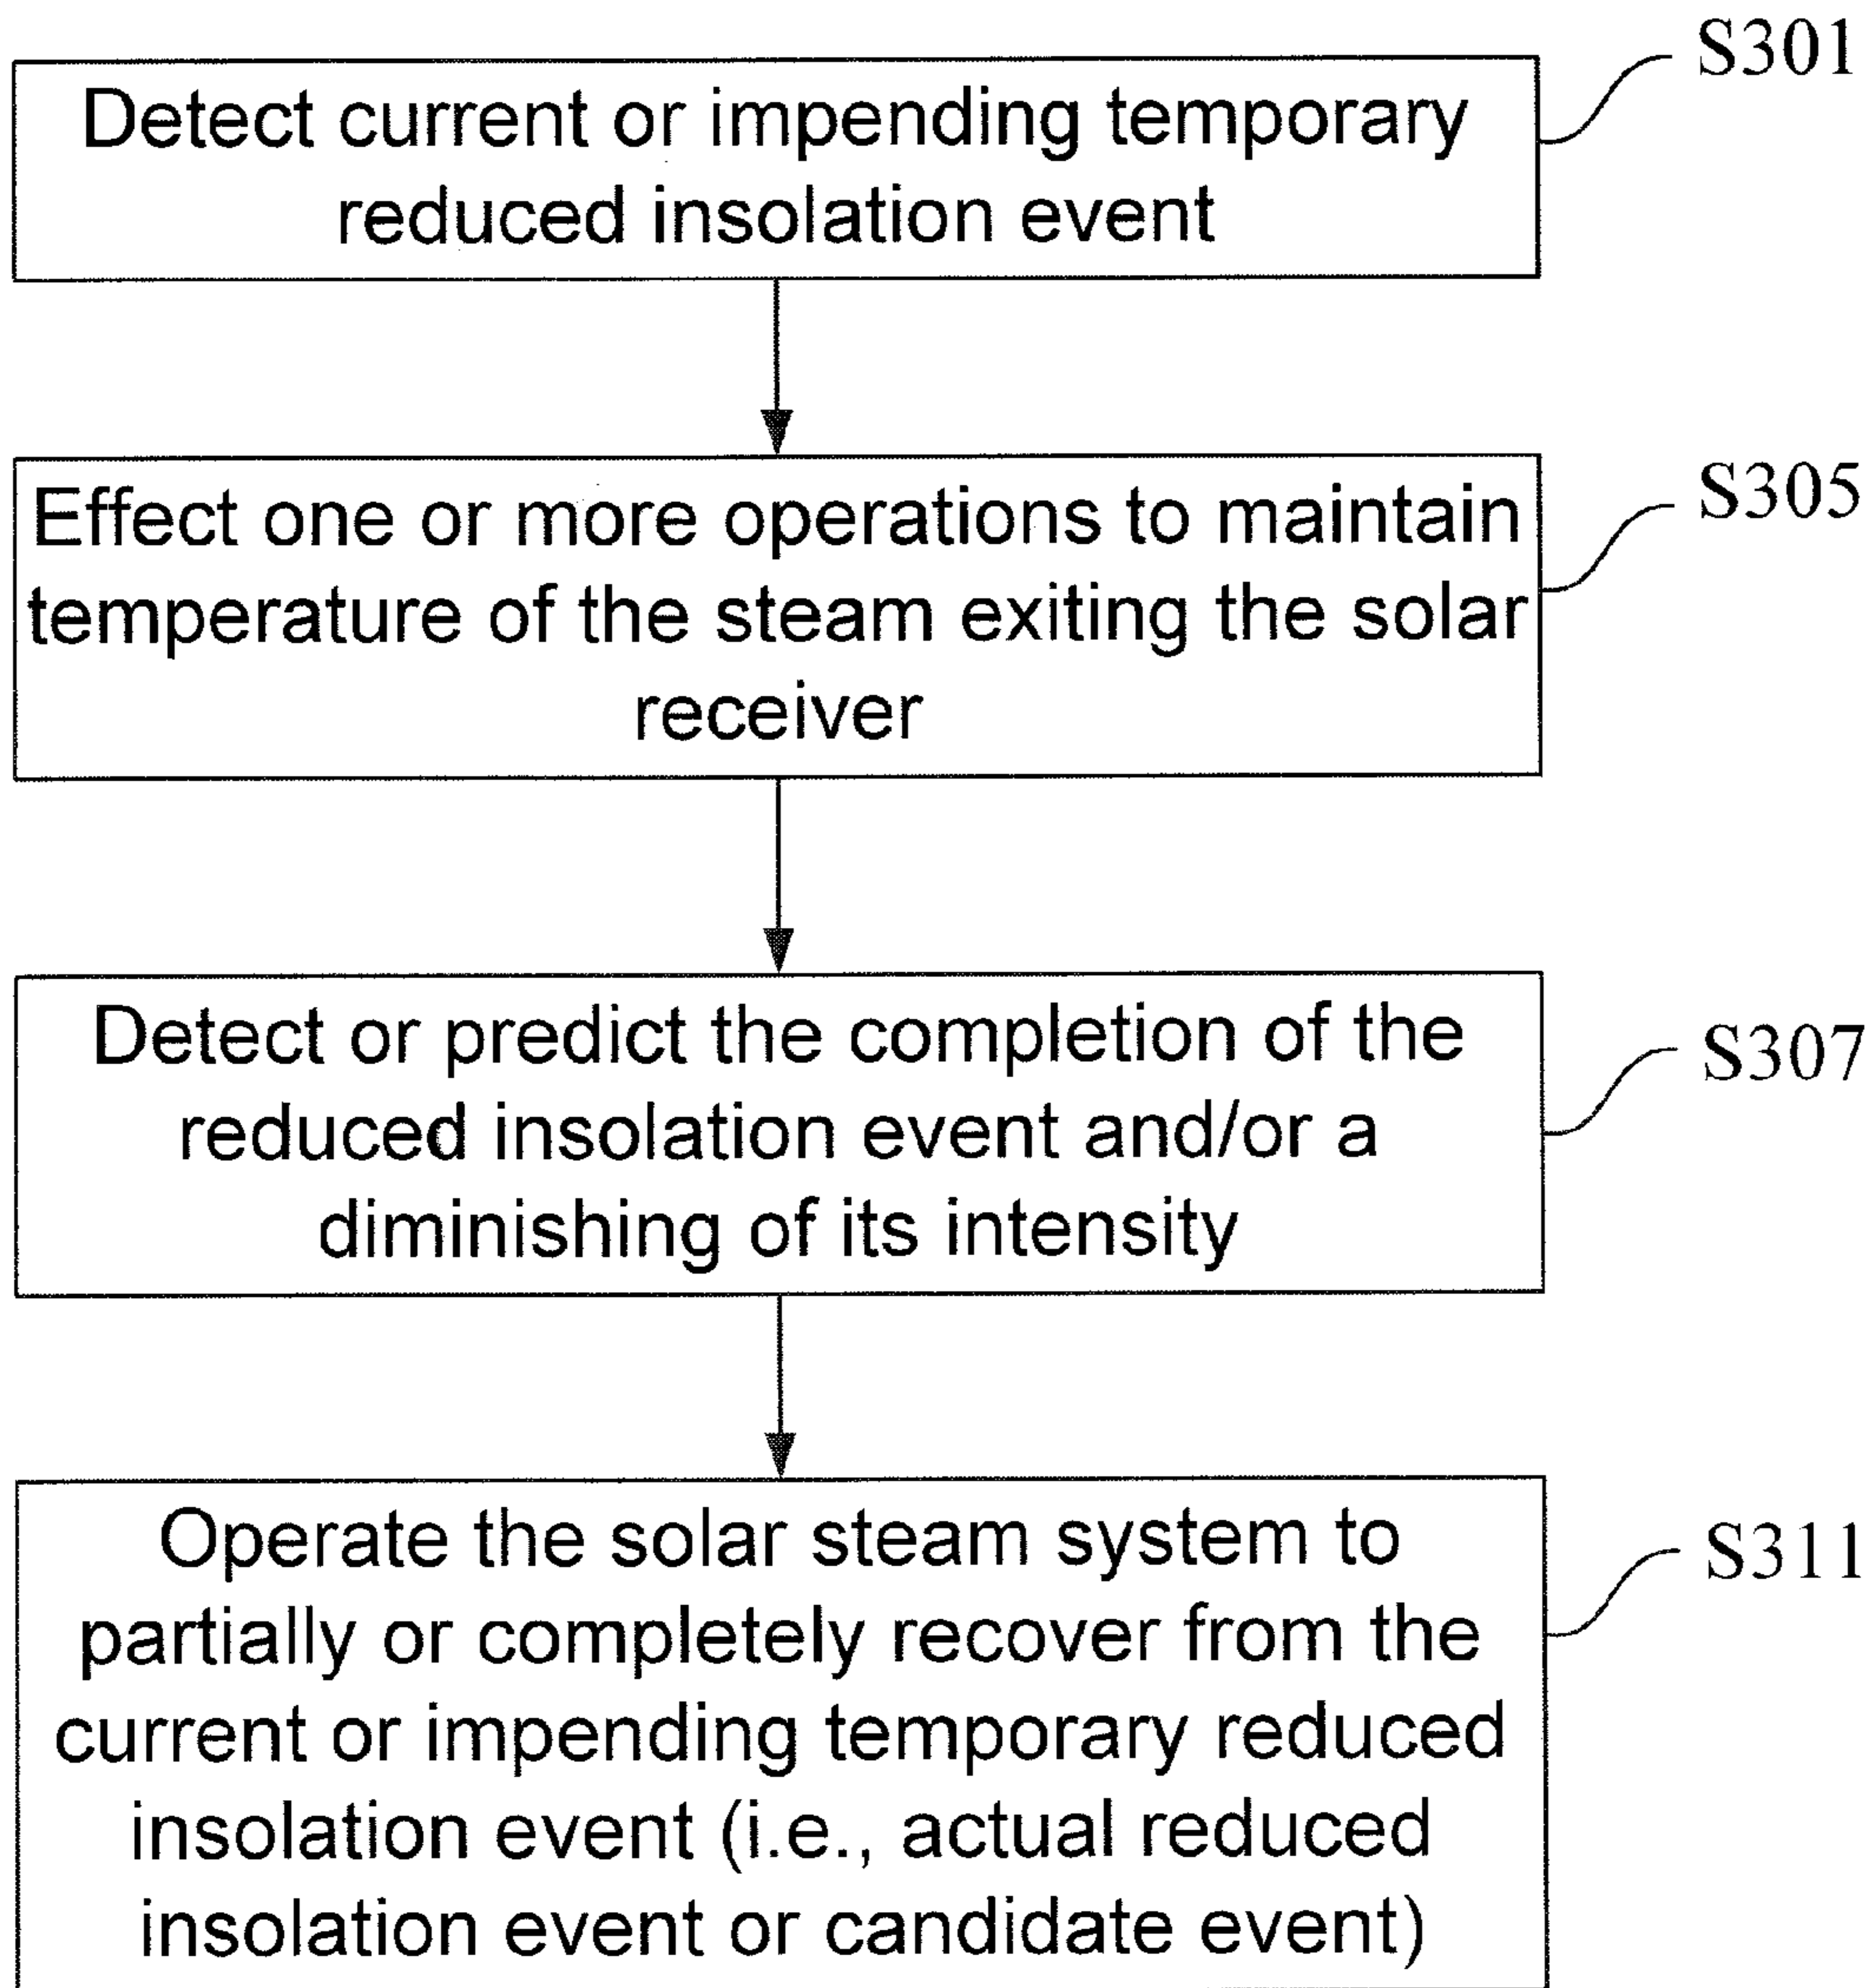 S301
Detect current or impending temporary
reduced insolation event
S305
Effect one or more operations to maintain
temperature of the steam exiting the solar
receiver
S307
Detect or predict the completion of the
reduced insolation event and/or a
diminishing of its intensity
S311
Operate the solar steam system to
partially or completely recover from the
current or impending temporary reduced
insolation event (i.e., actual reduced
insolation event or candidate event)